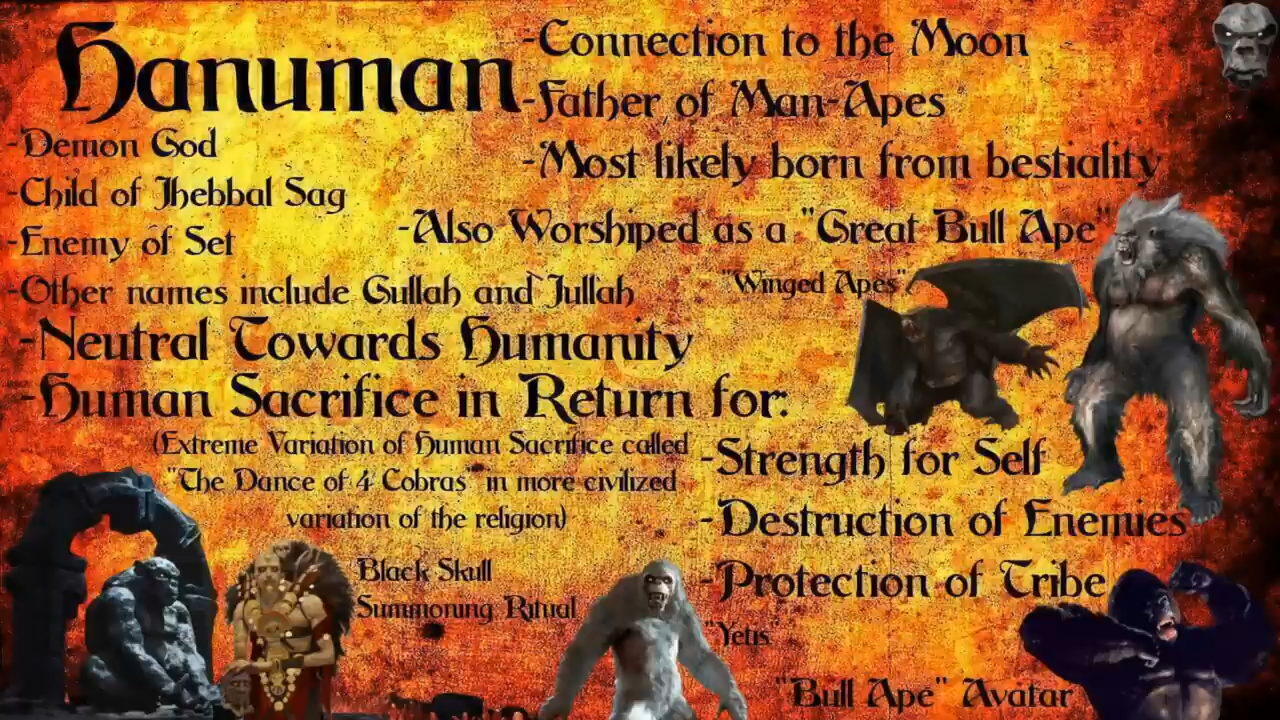 Hanuman
-Demon God
-Child of Jhebbal Sag
-Enemy of Set
-Other names include Gullah and Jullah
-Connection to the Moon
-Father of Man-Apes
-Most likely born from bestiality
-Also Worshiped as a "Great Bull Ape"
"Winged Apes"
-Neutral Towards Humanity
-Human Sacrifice in Return for:
(Extreme Variation of Human Sacrifice called
"The Dance of 4 Cobras" in more civilized
variation of the religion)
-Strength for Self
-Destruction of Enemies
-Protection of Tribe
Black Skull
Summoning Ritual
"Yetis"
"Bull Ape" Avatar